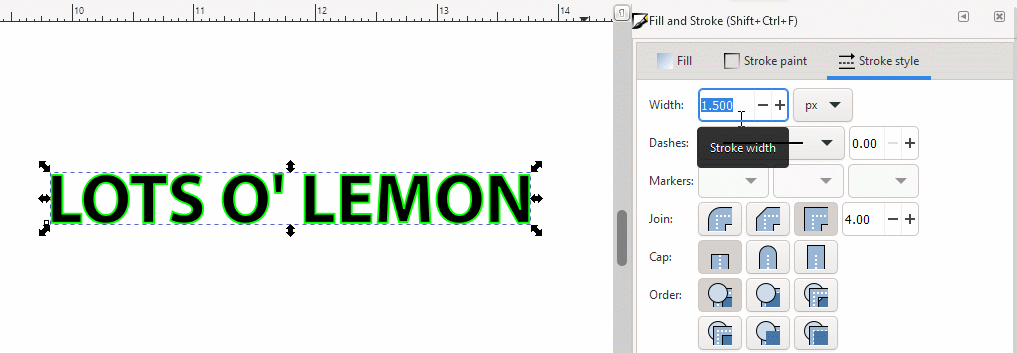 10 11 12 13 14
Fill and Stroke (Shift+Ctrl+F)
Fill Stroke paint Stroke style
Width: 1.500 px
Dashes: 0.00
Stroke width
Markers:
LOTS O' LEMON
Join: 4.00
Cap:
Order: